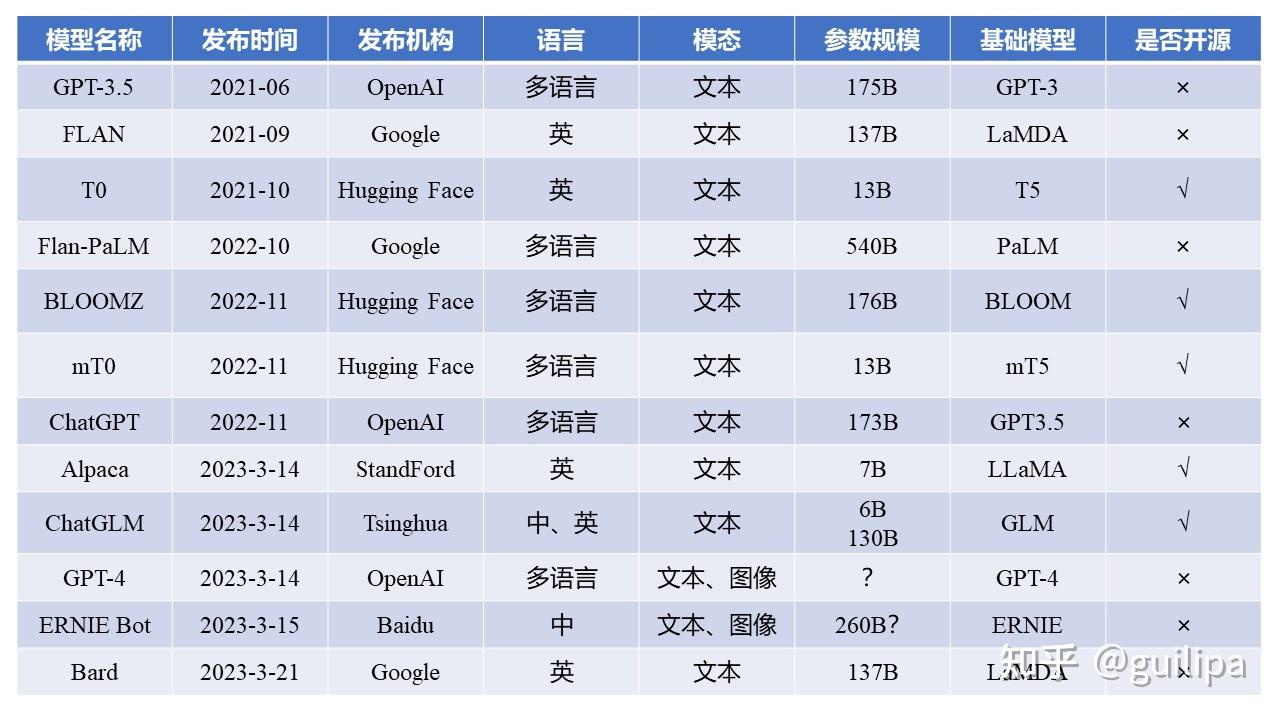 模型名称 发布时间 发布机构 语言 模态 参数规模 基础模型 是否开源
GPT-3.5 2021-06 OpenAI 多语言 文本 175B GPT-3 ×
FLAN 2021-09 Google 英 文本 137B LaMDA ×
T0 2021-10 Hugging Face 英 文本 13B T5 √
Flan-PaLM 2022-10 Google 多语言 文本 540B PaLM ×
BLOOMZ 2022-11 Hugging Face 多语言 文本 176B BLOOM √
mT0 2022-11 Hugging Face 多语言 文本 13B mT5 √
ChatGPT 2022-11 OpenAI 多语言 文本 173B GPT3.5 ×
Alpaca 2023-3-14 StandFord 英 文本 7B LLaMA √
ChatGLM 2023-3-14 Tsinghua 中、英 文本 6B 130B GLM √
GPT-4 2023-3-14 OpenAI 多语言 文本、图像 ? GPT-4 ×
ERNIE Bot 2023-3-15 Baidu 中 文本、图像 260B? ERNIE ×
Bard 2023-3-21 Google 英 文本 137B LaMDA ×
知乎 @guilipa